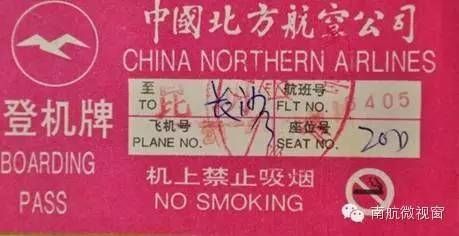 中國北方航空公司
CHINA NORTHERN AIRLINES
登机牌
BOARDING
PASS
至
TO
长沙
航班号
FLT NO.
5405
飞机号
PLANE NO.
座位号
SEAT NO.
机上禁止吸烟
NO SMOKING
南航微视窗